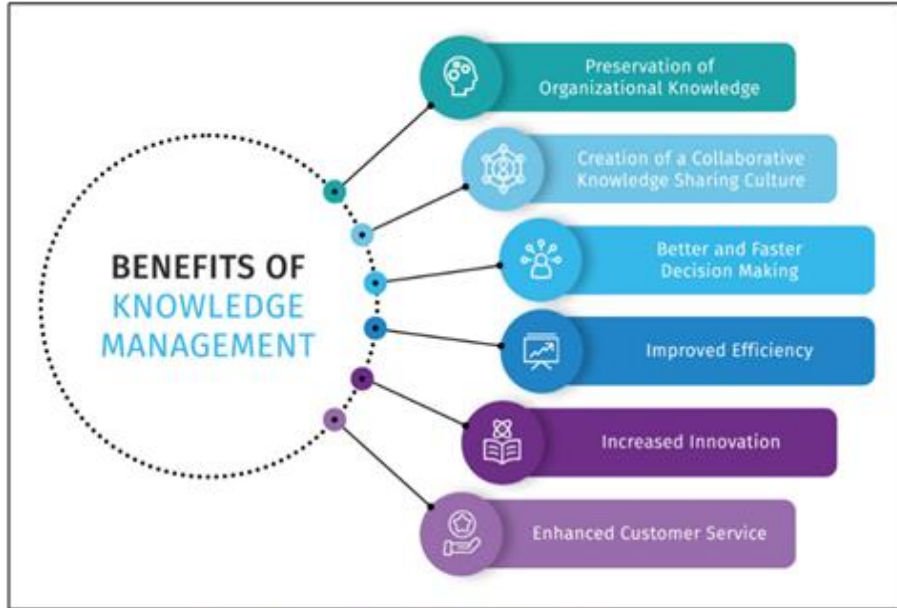 BENEFITS OF
KNOWLEDGE
MANAGEMENT
Preservation of
Organizational Knowledge
Creation of a Collaborative
Knowledge Sharing Culture
Better and Faster
Decision Making
Improved Efficiency
Increased Innovation
Enhanced Customer Service